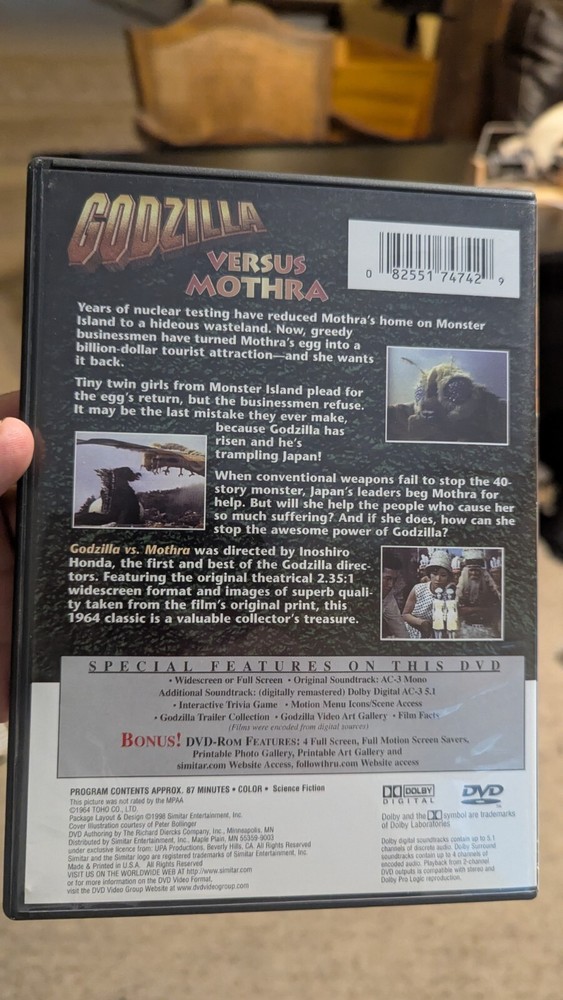 GODZILLA
VERSUS
MOTHRA
0 82551 74742 9
Years of nuclear testing have reduced Mothra's home on Monster
Island to a hideous wasteland. Now, greedy
businessmen have turned Mothra's egg into a
billion-dollar tourist attraction—and she wants
it back.
Tiny twin girls from Monster Island plead for
the egg's return, but the businessmen refuse.
It may be the last mistake they ever make,
because Godzilla has
risen and he's
trampling Japan!
When conventional weapons fail to stop the 40-
story monster, Japan's leaders beg Mothra for
help. But will she help the people who cause her
so much suffering? And if she does, how can she
stop the awesome power of Godzilla?
Godzilla vs. Mothra was directed by Inoshiro
Honda, the first and best of the Godzilla direc-
tors. Featuring the original theatrical 2.35:1
widescreen format and images of superb quali-
ty taken from the film's original print, this
1964 classic is a valuable collector's treasure.
SPECIAL FEATURES ON THIS DVD
• Widescreen or Full Screen • Original Soundtrack: AC-3 Mono
Additional Soundtrack: (digitally remastered) Dolby Digital AC-3 5.1
• Interactive Trivia Game • Motion Menu Icons/Scene Access
• Godzilla Trailer Collection • Godzilla Video Art Gallery • Film Facts
(Films were encoded from digital sources)
BONUS! DVD-ROM FEATURES: 4 Full Screen, Full Motion Screen Savers,
Printable Photo Gallery, Printable Art Gallery and
simitar.com Website Access, followthru.com Website access
PROGRAM CONTENTS APPROX. 87 MINUTES • COLOR • Science Fiction
This picture was not rated by the MPAA
©1964 TOHO CO., LTD.
Package Layout & Design ©1998 Simitar Entertainment, Inc.
Cover Illustration courtesy of Peter Bollinger
DVD Authoring by The Richard Diercks Company, Inc., Minneapolis, MN
Distributed by Simitar Entertainment, Inc., Maple Plain, MN 55359-9003
under exclusive licence from: UPA Productions, Beverly Hills, CA. All Rights Reserved
Simitar and the Simitar logo are registered trademarks of Simitar Entertainment, Inc.
Made & Printed in U.S.A. All Rights Reserved
VISIT US ON THE WORLDWIDE WEB AT http://www.simitar.com
or for more information on the DVD Video Format,
visit the DVD Video Group Website at www.dvdvideogroup.com
DOLBY
DIGITAL
DVD
Dolby and the symbol are trademarks
of Dolby Laboratories
Dolby digital soundtracks contain up to 5.1
channels of discrete audio. Dolby Surround
soundtracks contain up to 4 channels of
encoded audio. Playback from 2-channel
DVD outputs is compatible with stereo and
Dolby Pro Logic reproduction.